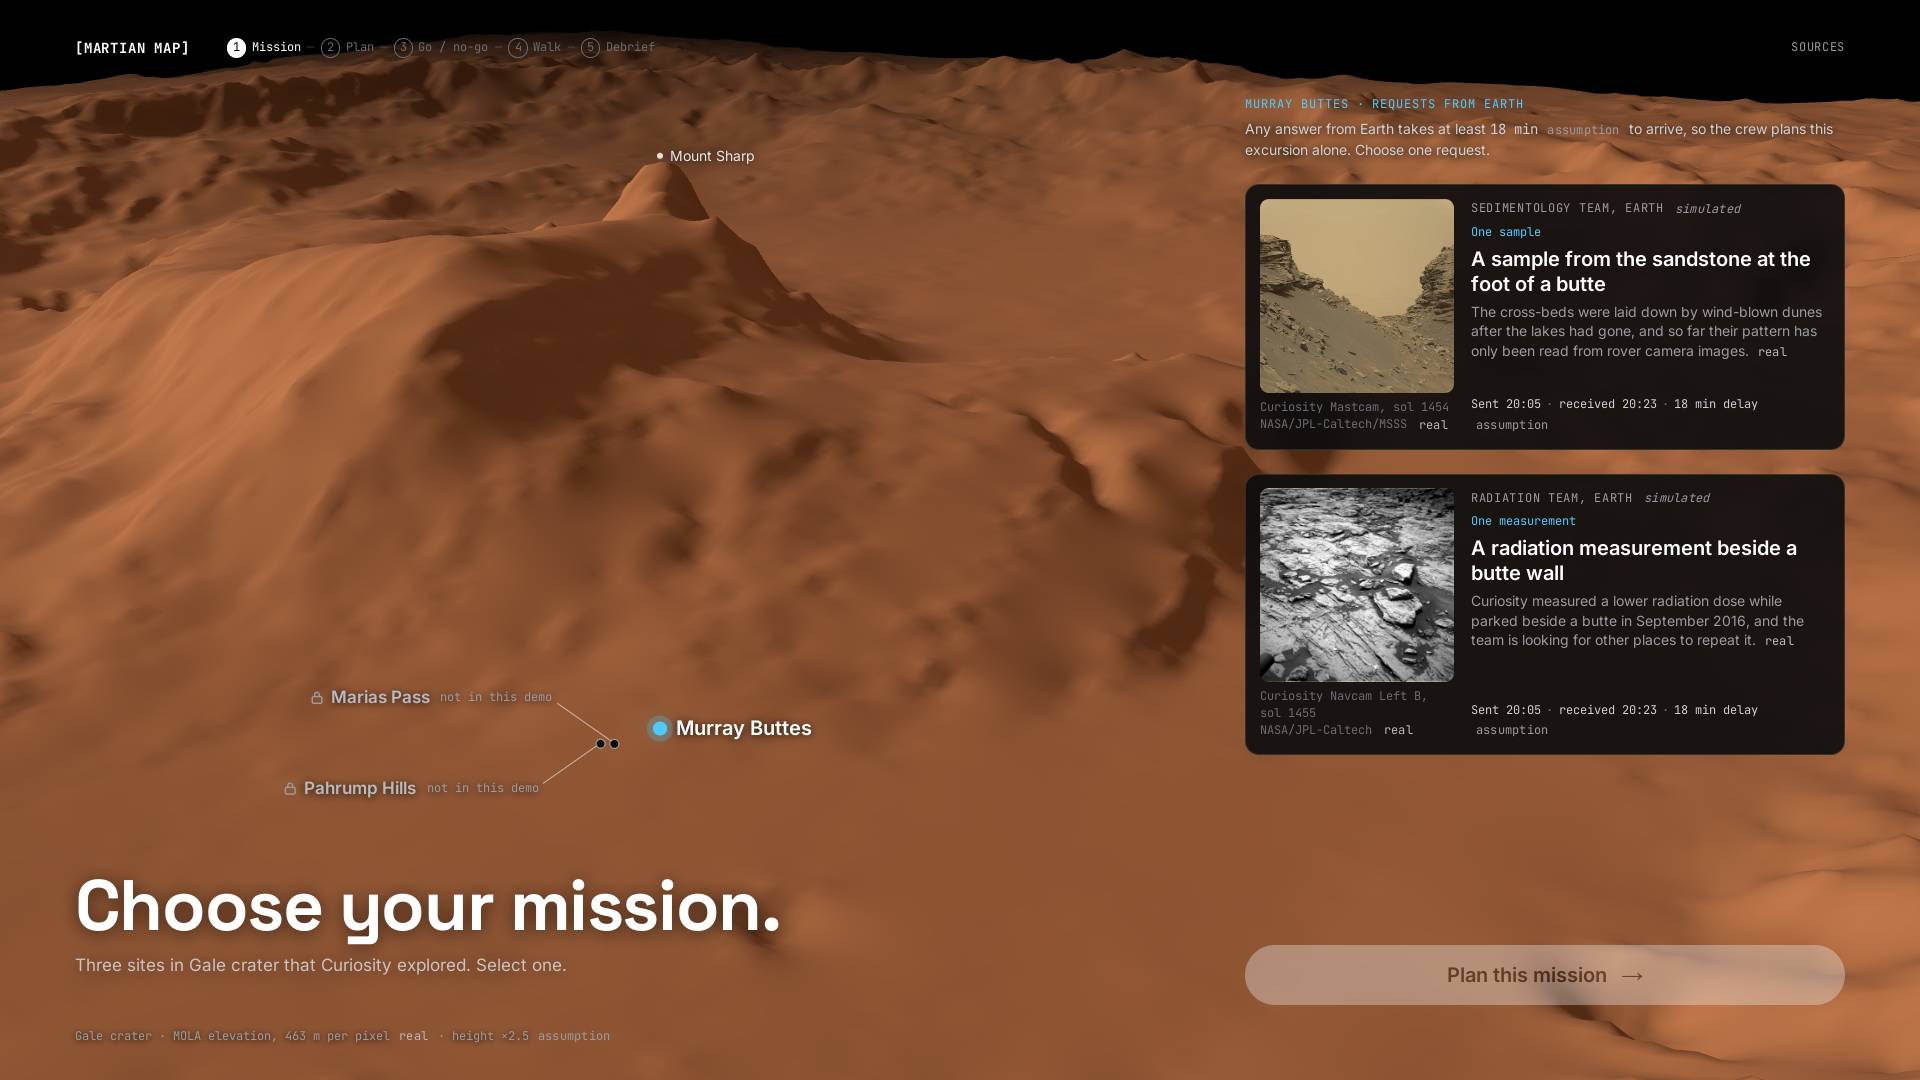 [MARTIAN MAP]
1 Mission – 2 Plan – 3 Go / no-go – 4 Walk – 5 Debrief
SOURCES
MURRAY BUTTES · REQUESTS FROM EARTH
Any answer from Earth takes at least 18 min assumption to arrive, so the crew plans this
excursion alone. Choose one request.
Mount Sharp
SEDIMENTOLOGY TEAM, EARTH simulated
One sample
A sample from the sandstone at the
foot of a butte
The cross-beds were laid down by wind-blown dunes
after the lakes had gone, and so far their pattern has
only been read from rover camera images. real
Sent 20:05 · received 20:23 · 18 min delay
assumption
Curiosity Mastcam, sol 1454
NASA/JPL-Caltech/MSSS real
RADIATION TEAM, EARTH simulated
One measurement
A radiation measurement beside a
butte wall
Curiosity measured a lower radiation dose while
parked beside a butte in September 2016, and the
team is looking for other places to repeat it. real
Sent 20:05 · received 20:23 · 18 min delay
assumption
Curiosity Navcam Left B,
sol 1455
NASA/JPL-Caltech real
Marias Pass not in this demo
Murray Buttes
Pahrump Hills not in this demo
Choose your mission.
Three sites in Gale crater that Curiosity explored. Select one.
Plan this mission →
Gale crater · MOLA elevation, 463 m per pixel real · height ×2.5 assumption